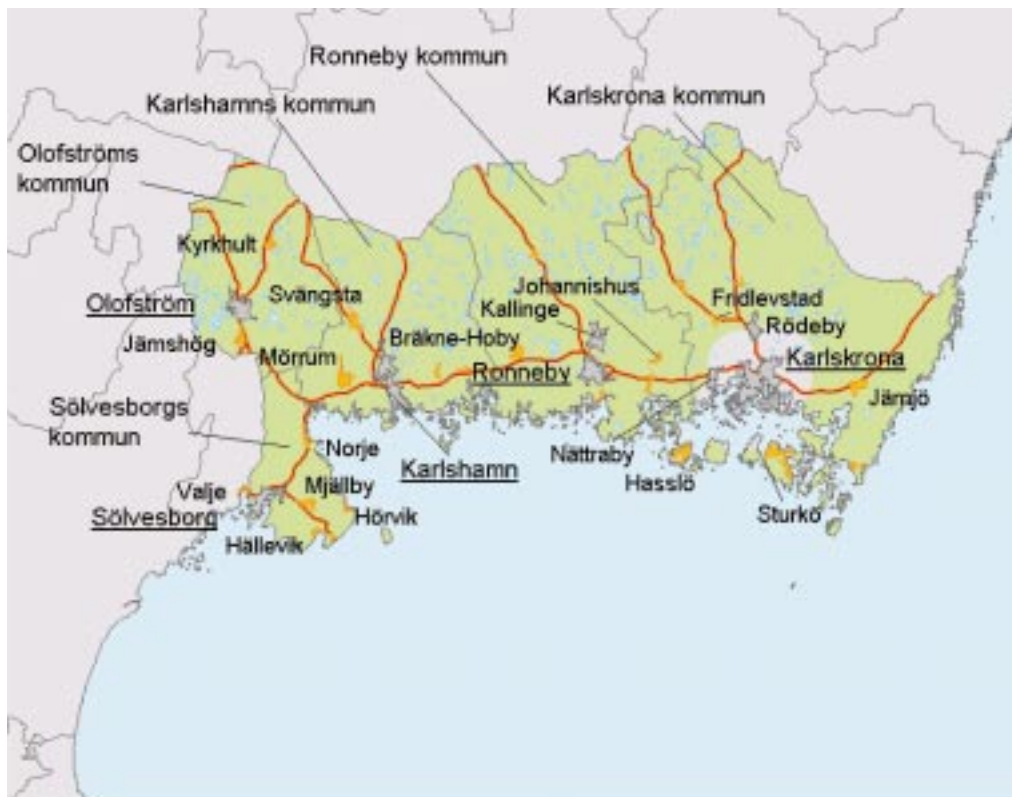 Ronneby kommun
Karlskrona kommun
Karlshamns kommun
Olofströms
kommun
Kyrkhult
Olofström
Svängsta
Johannishus
Kallinge
Fridlevstad
Rödeby
Jämshög
Mörrum
Bräkne-Hoby
Ronneby
Karlskrona
Jämjö
Sölvesborgs
kommun
Norje
Karlshamn
Nättraby
Hasslö
Valje
Mjällby
Sölvesborg
Hörvik
Sturkö
Hällevik